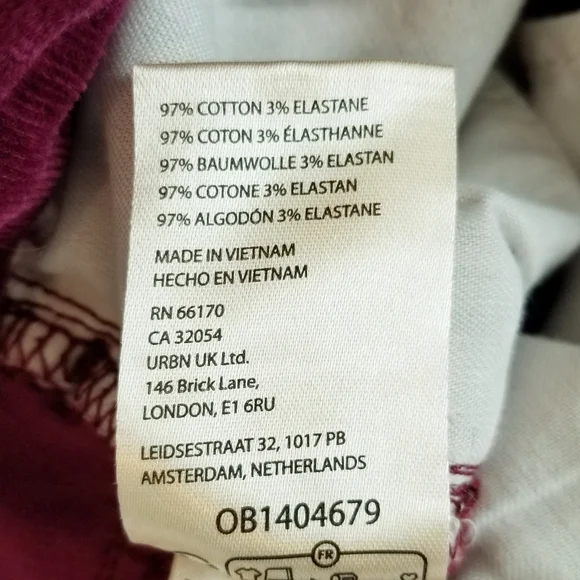 97% COTTON 3% ELASTANE
97% COTON 3% ÉLASTHANNE
97% BAUMWOLLE 3% ELASTAN
97% COTONE 3% ELASTAN
97% ALGODÓN 3% ELASTANE
MADE IN VIETNAM
HECHO EN VIETNAM
RN 66170
CA 32054
URBN UK Ltd.
146 Brick Lane,
LONDON, E1 6RU
LEIDSESTRAAT 32, 1017 PB
AMSTERDAM, NETHERLANDS
OB1404679
FR